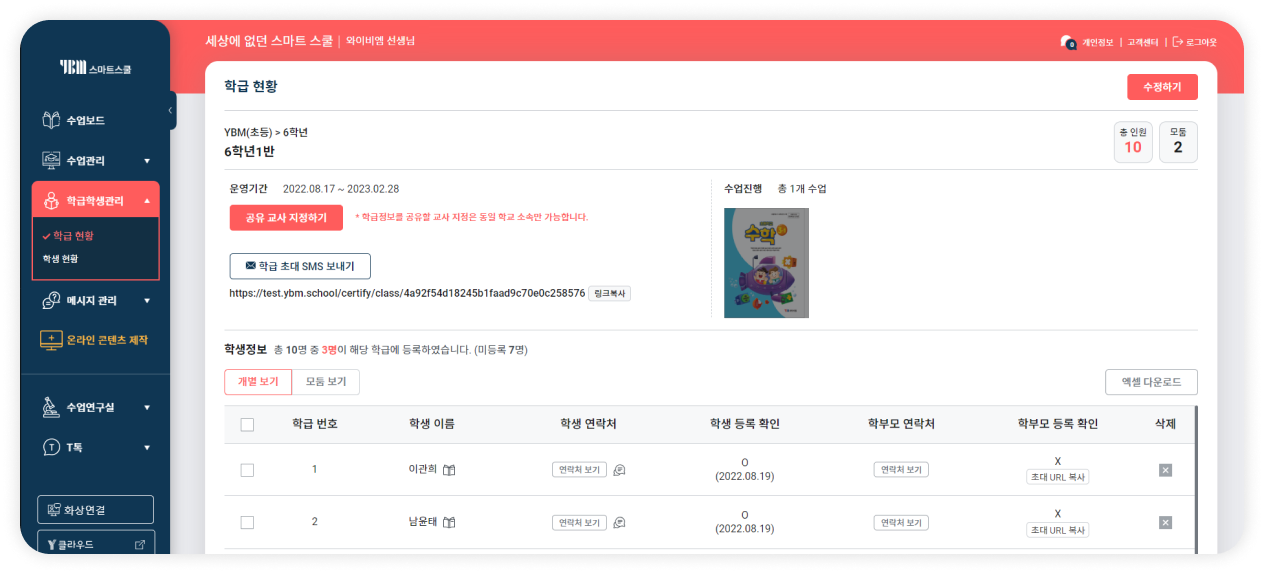 세상에 없던 스마트 스쿨 | 와이비엠 선생님
0 개인정보 | 고객센터 | 로그아웃
YBM 스마트스쿨
수업보드
수업관리 ▼
학급학생관리 ▲
✓ 학급 현황
학생 현황
메시지 관리 ▼
온라인 콘텐츠 제작
수업연구실 ▼
T톡 ▼
화상연결
클라우드
학급 현황
수정하기
YBM(초등) > 6학년
6학년1반
총 인원 10
모둠 2
운영기간 2022.08.17 ~ 2023.02.28
공유 교사 지정하기 * 학급정보를 공유할 교사 지정은 동일 학교 소속만 가능합니다.
학급 초대 SMS 보내기
https://test.ybm.school/certify/class/4a92f54d18245b1faad9c70e0c258576 링크복사
수업진행 총 1개 수업
수학
학생정보 총 10명 중 3명이 해당 학급에 등록하였습니다. (미등록 7명)
개별 보기 모둠 보기
엑셀 다운로드
학급 번호 학생 이름 학생 연락처 학생 등록 확인 학부모 연락처 학부모 등록 확인 삭제
1 이관희 연락처 보기 O (2022.08.19) 연락처 보기 X 초대 URL 복사
2 남윤태 연락처 보기 O (2022.08.19) 연락처 보기 X 초대 URL 복사